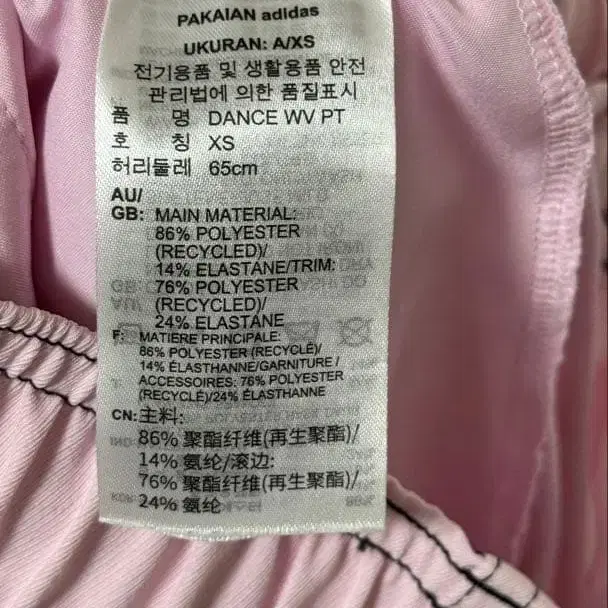 PAKAIAN adidas
UKURAN: A/XS
전기용품 및 생활용품 안전
관리법에 의한 품질표시
품 명 DANCE WV PT
호 칭 XS
허리둘레 65cm
AU/
GB: MAIN MATERIAL:
86% POLYESTER
(RECYCLED)/
14% ELASTANE/TRIM:
76% POLYESTER
(RECYCLED)/
24% ELASTANE
F: MATIERE PRINCIPALE:
86% POLYESTER (RECYCLÉ)/
14% ÉLASTHANNE/GARNITURE /
ACCESSOIRES: 76% POLYESTER
(RECYCLÉ)/24% ÉLASTHANNE
CN: 主料:
86% 聚酯纤维(再生聚酯)/
14% 氨纶/滚边:
76% 聚酯纤维(再生聚酯)/
24% 氨纶